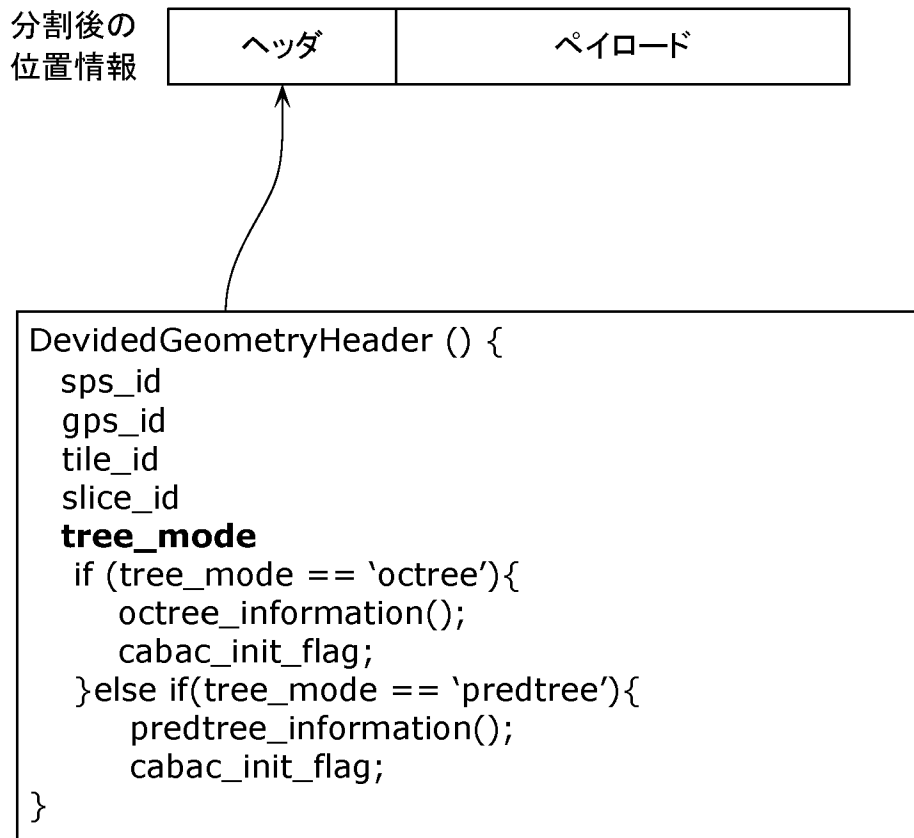 分割後の
位置情報
ヘッダ
ペイロード
DevidedGeometryHeader () {
sps_id
gps_id
tile_id
slice_id
tree_mode
if (tree_mode == ‘octree’){
octree_information();
cabac_init_flag;
}else if(tree_mode == ‘predtree’){
predtree_information();
cabac_init_flag;
}